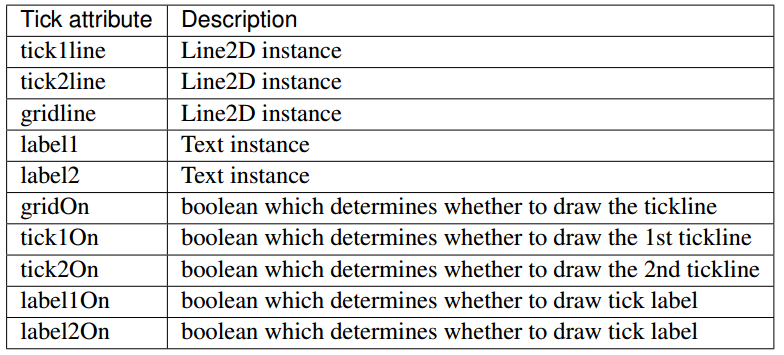 Tick attribute Description
tick1line Line2D instance
tick2line Line2D instance
gridline Line2D instance
label1 Text instance
label2 Text instance
gridOn boolean which determines whether to draw the tickline
tick1On boolean which determines whether to draw the 1st tickline
tick2On boolean which determines whether to draw the 2nd tickline
label1On boolean which determines whether to draw tick label
label2On boolean which determines whether to draw tick label